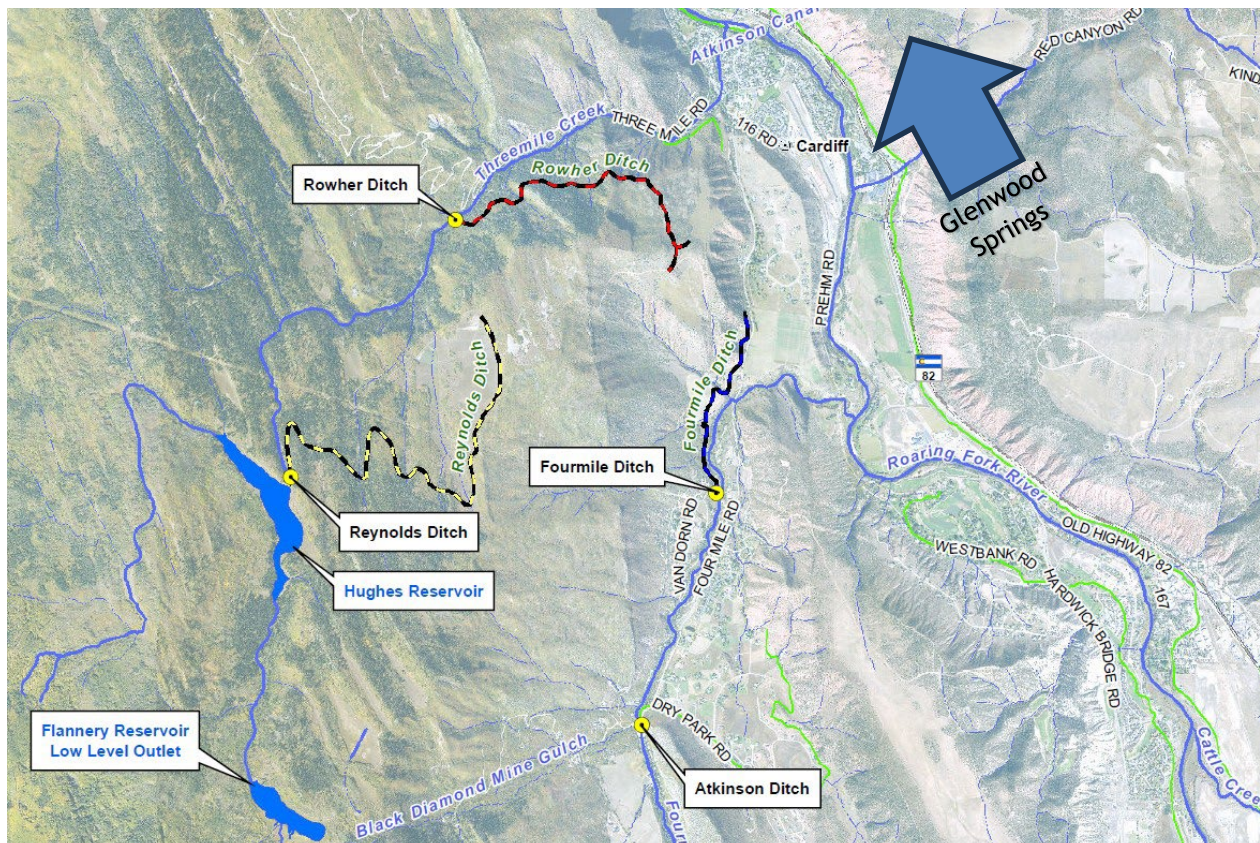 Atkinson Canal
RED CANYON RD
KIND
Threemile Creek
THREE MILE RD
116 RD
Cardiff
Rowher Ditch
Rowher Ditch
Glenwood
Springs
PREHM RD
82
Reynolds Ditch
Fourmile Ditch
Fourmile Ditch
Roaring Fork River
Reynolds Ditch
VAN DORN RD
FOUR MILE RD
OLD HIGHWAY 82
WESTBANK RD
167
HARDWICK BRIDGE RD
Hughes Reservoir
Flannery Reservoir
Low Level Outlet
DRY PARK RD
Black Diamond Mine Gulch
Atkinson Ditch
Cattle Cree
Four